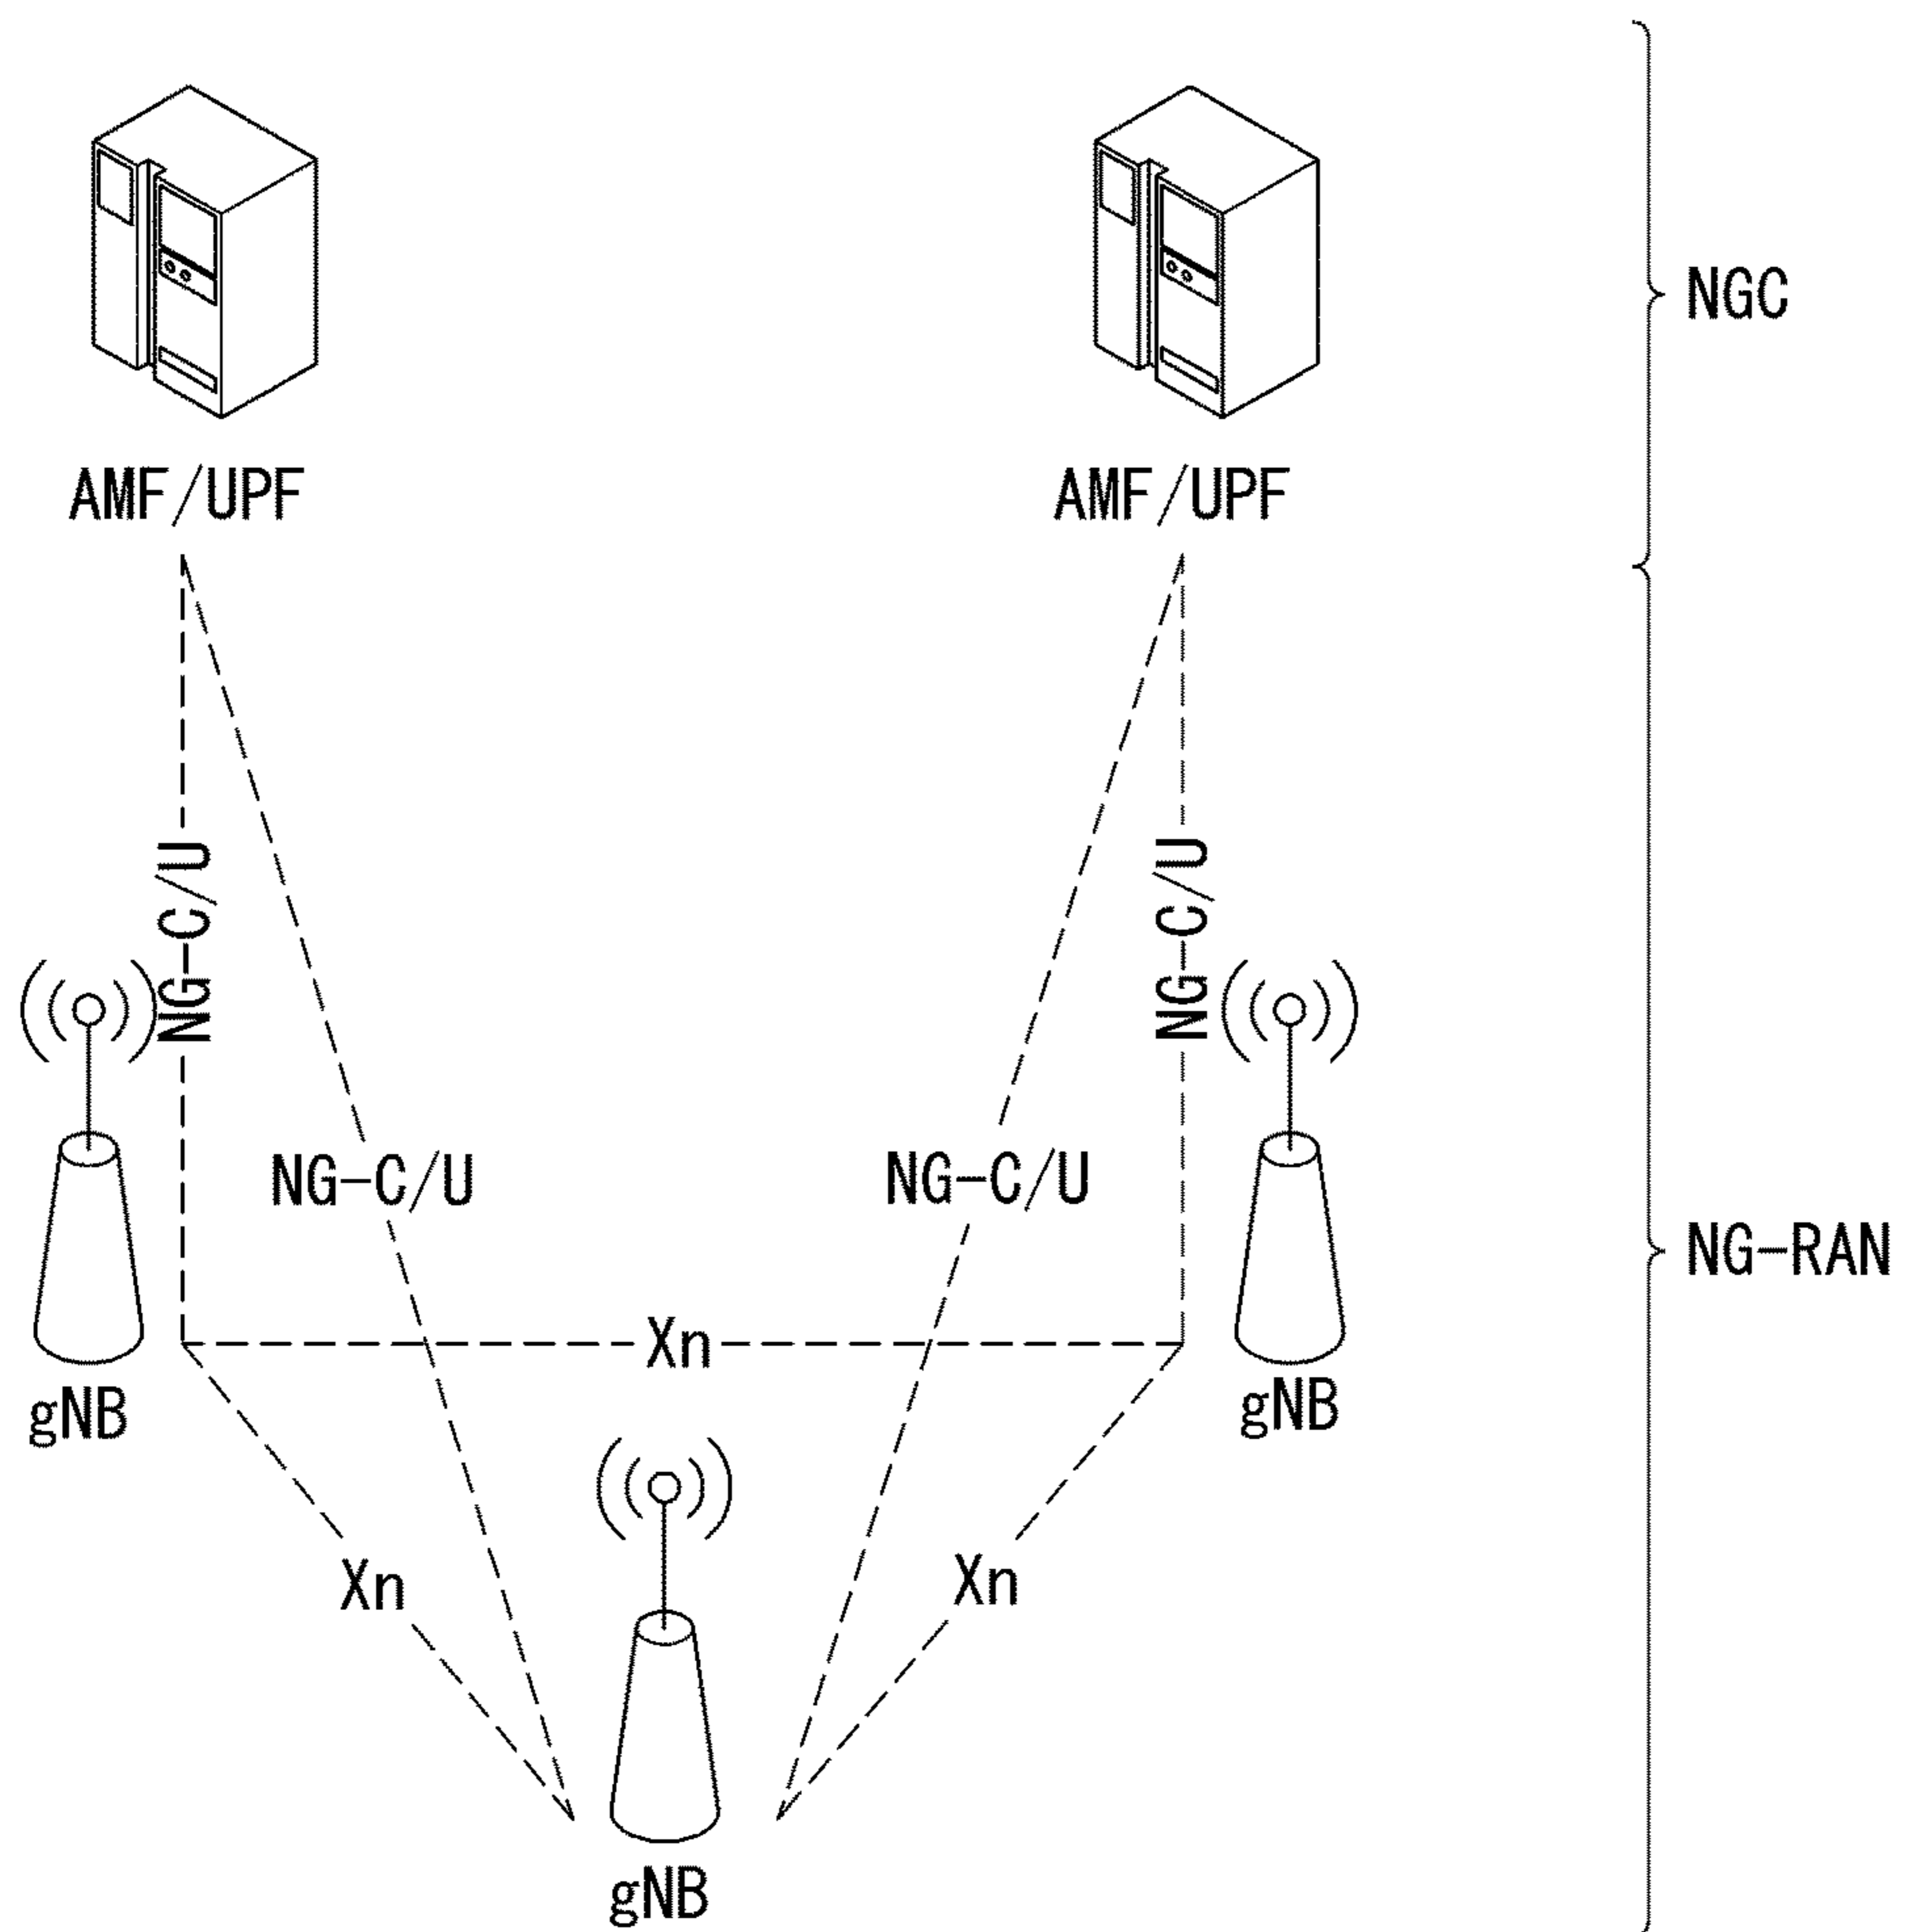 NGC
AMF/UPF
AMF/UPF
NG-C/U
NG-C/U
NG-C/U
NG-C/U
NG-RAN
Xn
gNB
gNB
Xn
Xn
gNB